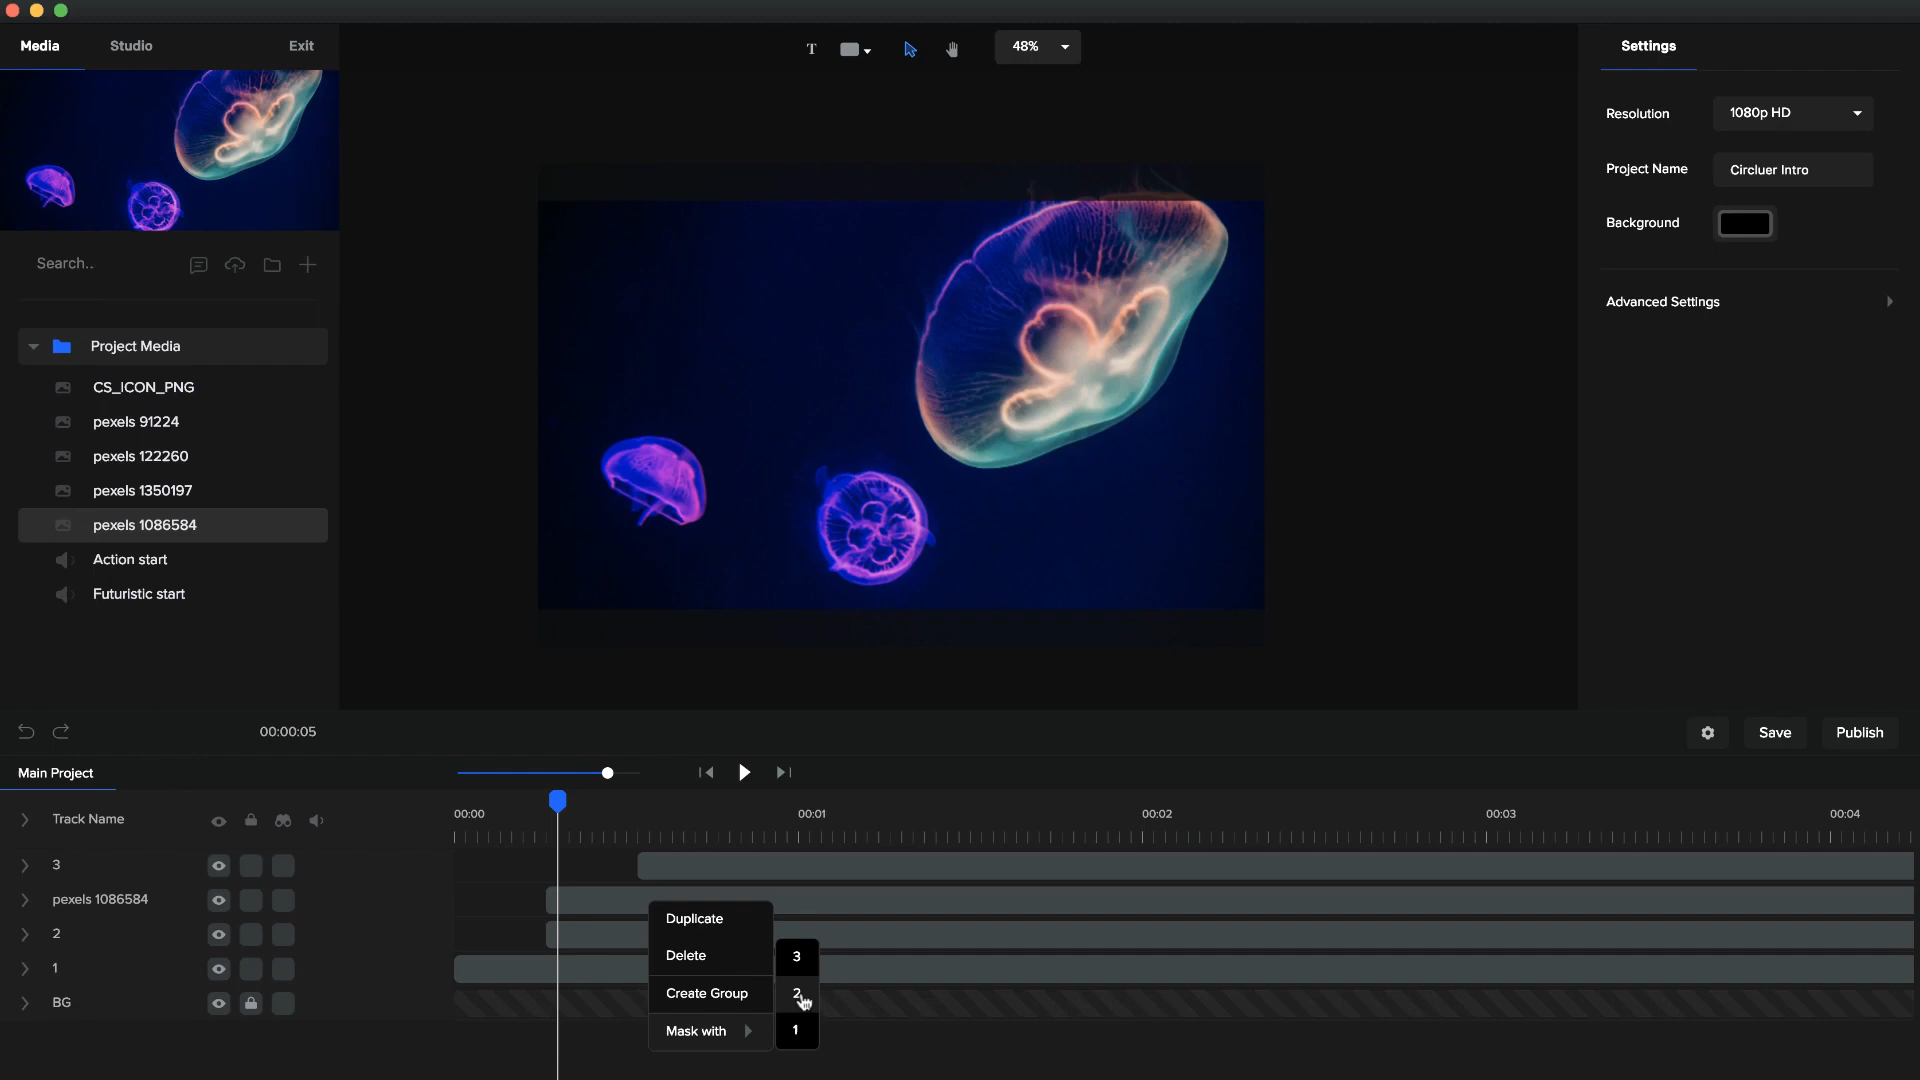 Media
Studio
Exit
T
48%
Settings
Resolution
1080p HD
Project Name
Circluer Intro
Background
Advanced Settings
Search..
Project Media
CS_ICON_PNG
pexels 91224
pexels 122260
pexels 1350197
pexels 1086584
Action start
Futuristic start
00:00:05
Save
Publish
Main Project
Track Name
00:00
00:01
00:02
00:03
00:04
3
pexels 1086584
2
1
BG
Duplicate
Delete
Create Group
Mask with
3
2
1